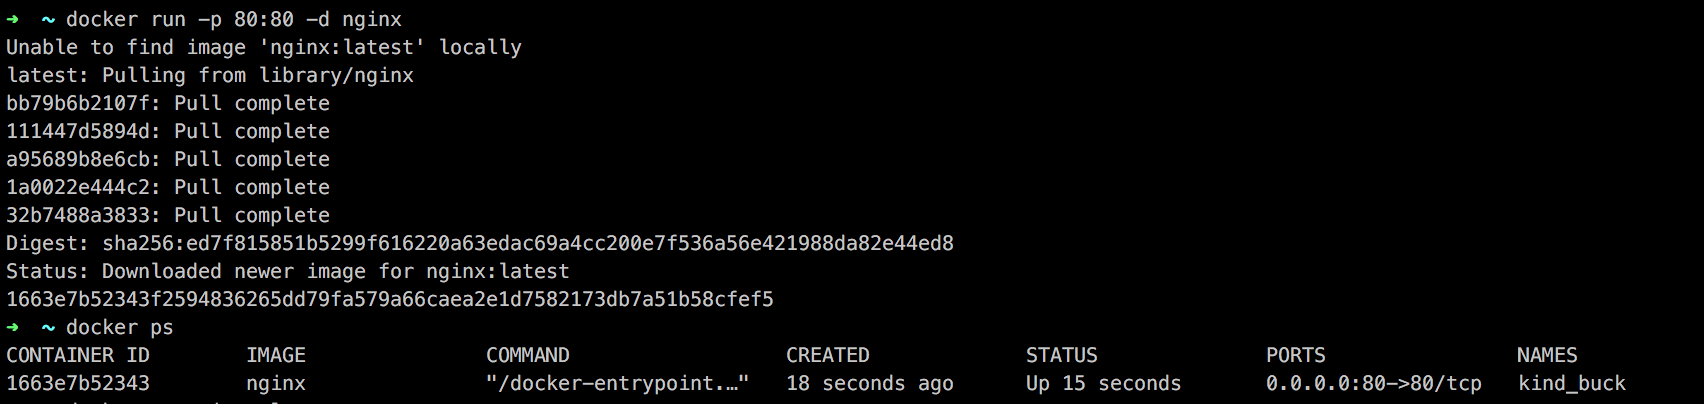 ➜  ~ docker run -p 80:80 -d nginx
Unable to find image 'nginx:latest' locally
latest: Pulling from library/nginx
bb79b6b2107f: Pull complete
111447d5894d: Pull complete
a95689b8e6cb: Pull complete
1a0022e444c2: Pull complete
32b7488a3833: Pull complete
Digest: sha256:ed7f815851b5299f616220a63edac69a4cc200e7f536a56e421988da82e44ed8
Status: Downloaded newer image for nginx:latest
1663e7b52343f2594836265dd79fa579a66caea2e1d7582173db7a51b58cfef5
➜  ~ docker ps
CONTAINER ID        IMAGE               COMMAND                  CREATED             STATUS              PORTS                NAMES
1663e7b52343        nginx               "/docker-entrypoint.…"   18 seconds ago      Up 15 seconds       0.0.0.0:80->80/tcp   kind_buck